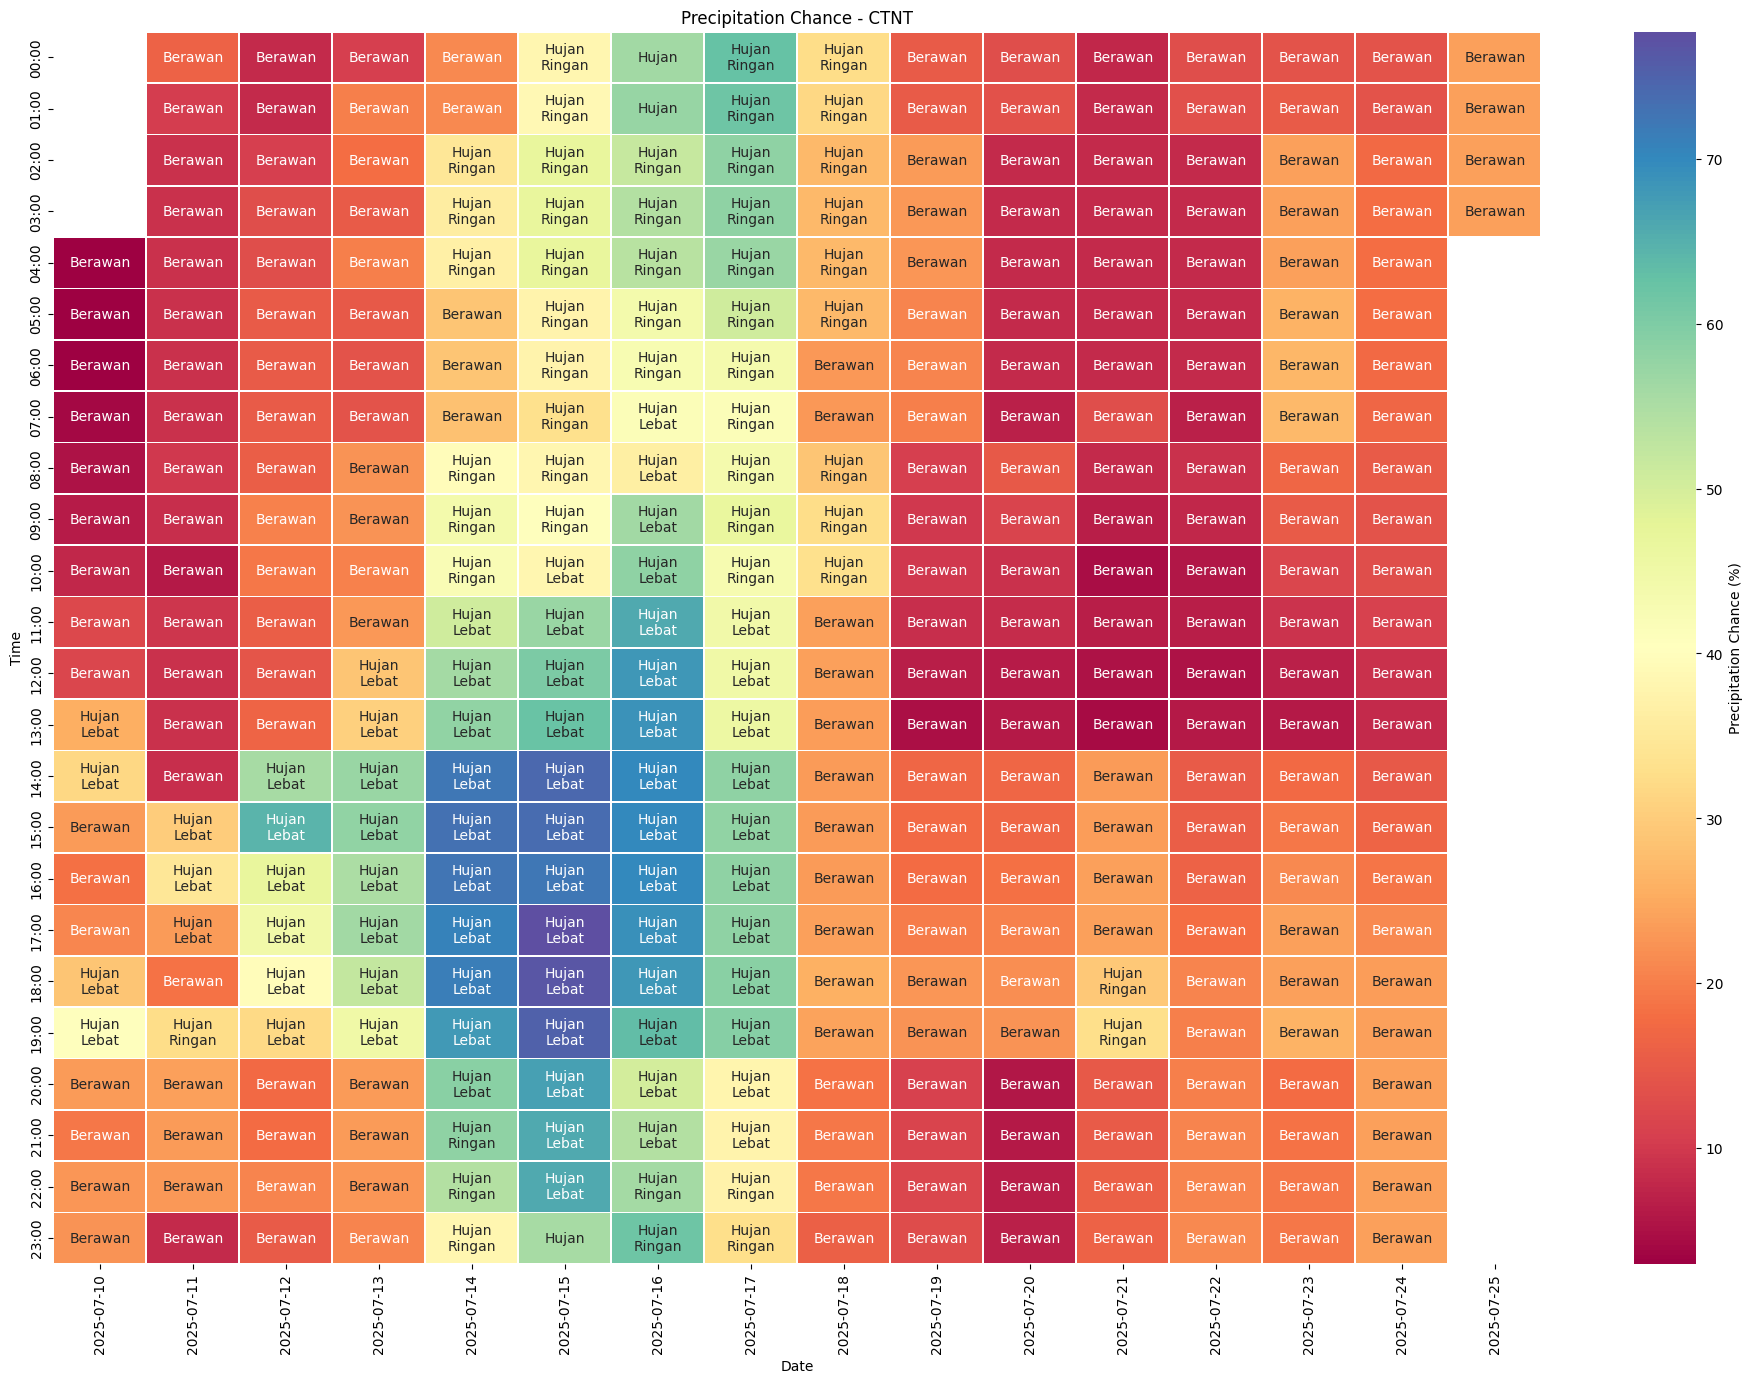 Precipitation Chance - CTNT
00:00 Berawan Berawan Berawan Berawan Hujan Ringan Hujan Hujan Ringan Hujan Ringan Berawan Berawan Berawan Berawan Berawan Berawan Berawan
01:00 Berawan Berawan Berawan Berawan Hujan Ringan Hujan Hujan Ringan Hujan Ringan Berawan Berawan Berawan Berawan Berawan Berawan Berawan
02:00 Berawan Berawan Berawan Hujan Ringan Hujan Ringan Hujan Ringan Hujan Ringan Hujan Ringan Berawan Berawan Berawan Berawan Berawan Berawan Berawan
03:00 Berawan Berawan Berawan Hujan Ringan Hujan Ringan Hujan Ringan Hujan Ringan Hujan Ringan Berawan Berawan Berawan Berawan Berawan Berawan Berawan
04:00 Berawan Berawan Berawan Berawan Hujan Ringan Hujan Ringan Hujan Ringan Hujan Ringan Hujan Ringan Berawan Berawan Berawan Berawan Berawan Berawan
05:00 Berawan Berawan Berawan Berawan Berawan Hujan Ringan Hujan Ringan Hujan Ringan Hujan Ringan Berawan Berawan Berawan Berawan Berawan Berawan
06:00 Berawan Berawan Berawan Berawan Berawan Hujan Ringan Hujan Ringan Hujan Ringan Berawan Berawan Berawan Berawan Berawan Berawan Berawan
07:00 Berawan Berawan Berawan Berawan Berawan Hujan Ringan Hujan Lebat Hujan Ringan Berawan Berawan Berawan Berawan Berawan Berawan Berawan
08:00 Berawan Berawan Berawan Berawan Hujan Ringan Hujan Ringan Hujan Lebat Hujan Ringan Hujan Ringan Berawan Berawan Berawan Berawan Berawan Berawan
09:00 Berawan Berawan Berawan Berawan Hujan Ringan Hujan Ringan Hujan Lebat Hujan Ringan Hujan Ringan Berawan Berawan Berawan Berawan Berawan Berawan
10:00 Berawan Berawan Berawan Berawan Hujan Ringan Hujan Lebat Hujan Lebat Hujan Ringan Hujan Ringan Berawan Berawan Berawan Berawan Berawan Berawan
11:00 Berawan Berawan Berawan Berawan Hujan Lebat Hujan Lebat Hujan Lebat Hujan Lebat Berawan Berawan Berawan Berawan Berawan Berawan Berawan
12:00 Berawan Berawan Berawan Hujan Lebat Hujan Lebat Hujan Lebat Hujan Lebat Hujan Lebat Berawan Berawan Berawan Berawan Berawan Berawan Berawan
13:00 Hujan Lebat Berawan Berawan Hujan Lebat Hujan Lebat Hujan Lebat Hujan Lebat Hujan Lebat Berawan Berawan Berawan Berawan Berawan Berawan Berawan
14:00 Hujan Lebat Berawan Hujan Lebat Hujan Lebat Hujan Lebat Hujan Lebat Hujan Lebat Hujan Lebat Berawan Berawan Berawan Berawan Berawan Berawan Berawan
15:00 Berawan Hujan Lebat Hujan Lebat Hujan Lebat Hujan Lebat Hujan Lebat Hujan Lebat Hujan Lebat Berawan Berawan Berawan Berawan Berawan Berawan Berawan
16:00 Berawan Hujan Lebat Hujan Lebat Hujan Lebat Hujan Lebat Hujan Lebat Hujan Lebat Hujan Lebat Berawan Berawan Berawan Berawan Berawan Berawan Berawan
17:00 Berawan Hujan Lebat Hujan Lebat Hujan Lebat Hujan Lebat Hujan Lebat Hujan Lebat Hujan Lebat Berawan Berawan Berawan Berawan Berawan Berawan Berawan
18:00 Hujan Lebat Berawan Hujan Lebat Hujan Lebat Hujan Lebat Hujan Lebat Hujan Lebat Hujan Lebat Berawan Berawan Berawan Hujan Ringan Berawan Berawan Berawan
19:00 Hujan Lebat Hujan Ringan Hujan Lebat Hujan Lebat Hujan Lebat Hujan Lebat Hujan Lebat Hujan Lebat Berawan Berawan Berawan Hujan Ringan Berawan Berawan Berawan
20:00 Berawan Berawan Berawan Berawan Hujan Lebat Hujan Lebat Hujan Lebat Hujan Lebat Berawan Berawan Berawan Berawan Berawan Berawan Berawan
21:00 Berawan Berawan Berawan Berawan Hujan Ringan Hujan Lebat Hujan Lebat Hujan Lebat Berawan Berawan Berawan Berawan Berawan Berawan Berawan
22:00 Berawan Berawan Berawan Berawan Hujan Ringan Hujan Lebat Hujan Ringan Hujan Ringan Berawan Berawan Berawan Berawan Berawan Berawan Berawan
23:00 Berawan Berawan Berawan Berawan Hujan Ringan Hujan Hujan Ringan Hujan Ringan Berawan Berawan Berawan Berawan Berawan Berawan Berawan
Time
2025-07-10 2025-07-11 2025-07-12 2025-07-13 2025-07-14 2025-07-15 2025-07-16 2025-07-17 2025-07-18 2025-07-19 2025-07-20 2025-07-21 2025-07-22 2025-07-23 2025-07-24 2025-07-25
Date
70
60
50
40
30
20
10
Precipitation Chance (%)